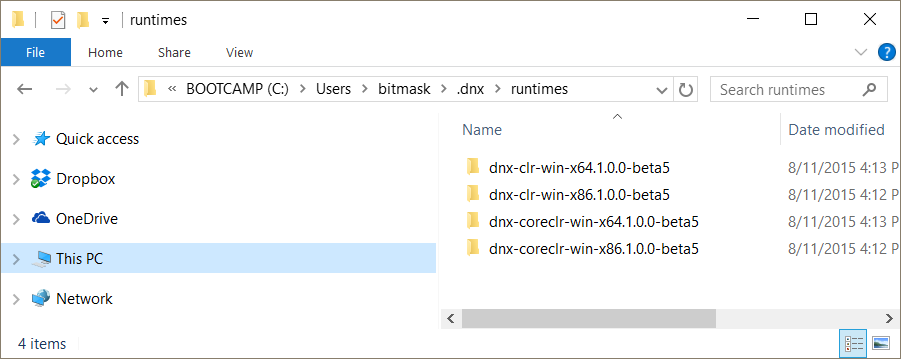 runtimes
File Home Share View
« BOOTCAMP (C:) Users bitmask .dnx runtimes Search runtimes
Name Date modified
Quick access
Dropbox
OneDrive
This PC
Network
dnx-clr-win-x64.1.0.0-beta5 8/11/2015 4:13 P
dnx-clr-win-x86.1.0.0-beta5 8/11/2015 4:12 P
dnx-coreclr-win-x64.1.0.0-beta5 8/11/2015 4:13 P
dnx-coreclr-win-x86.1.0.0-beta5 8/11/2015 4:12 P
4 items